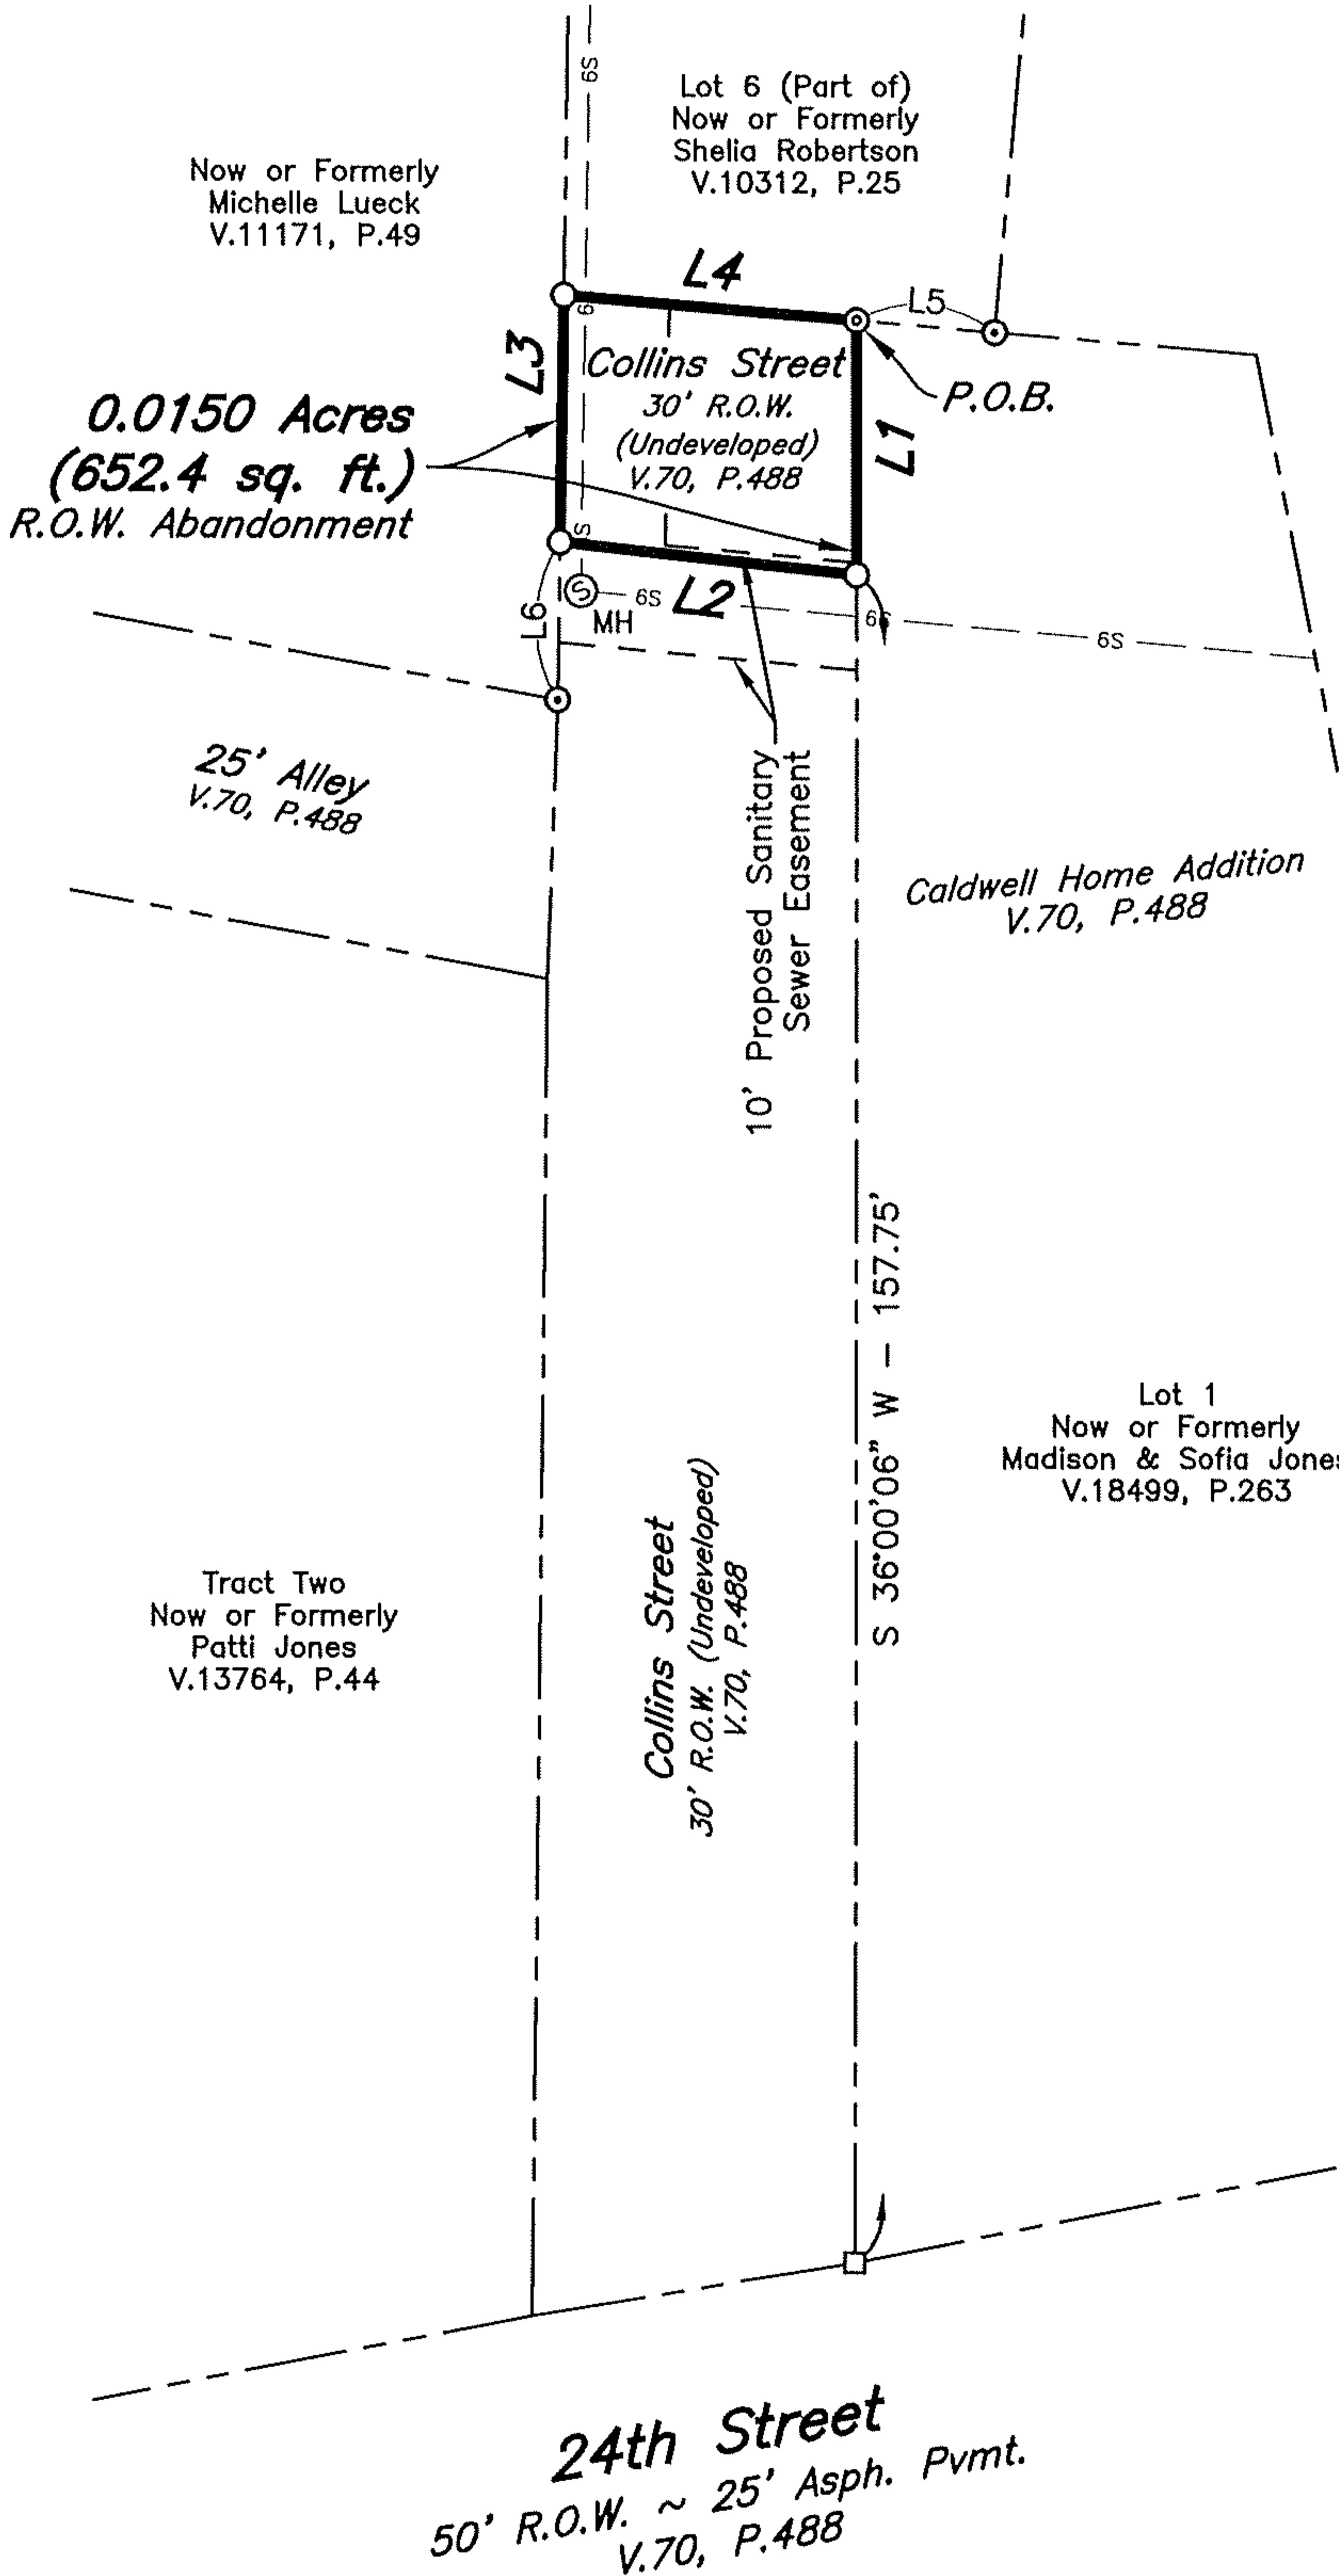 6S
Lot 6 (Part of)
Now or Formerly
Shelia Robertson
V.10312, P.25
Now or Formerly
Michelle Lueck
V.11171, P.49
L4
L5
L3
6
Collins Street
30' R.O.W.
(Undeveloped)
V.70, P.488
P.O.B.
L1
0.0150 Acres
(652.4 sq. ft.)
R.O.W. Abandonment
S
S
MH
6S
L2
6S
6S
L6
25' Alley
V.70, P.488
10' Proposed Sanitary
Sewer Easement
Caldwell Home Addition
V.70, P.488
S 36°00'06" W - 157.75'
Lot 1
Now or Formerly
Madison & Sofia Jones
V.18499, P.263
Collins Street
30' R.O.W. (Undeveloped)
V.70, P.488
Tract Two
Now or Formerly
Patti Jones
V.13764, P.44
24th Street
50' R.O.W. ~ 25' Asph. Pvmt.
V.70, P.488